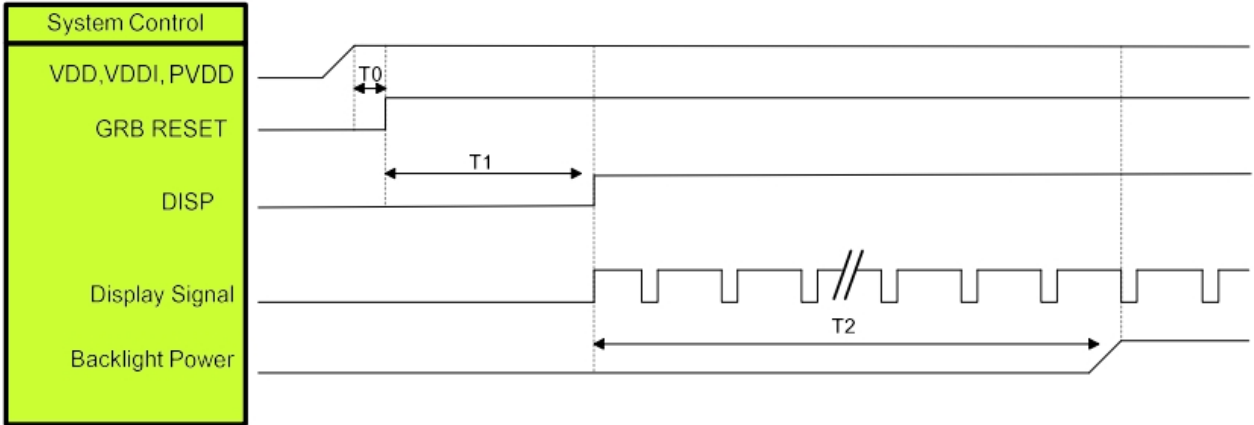 System Control
VDD,VDDI, PVDD
T0
GRB RESET
T1
DISP
Display Signal
T2
Backlight Power